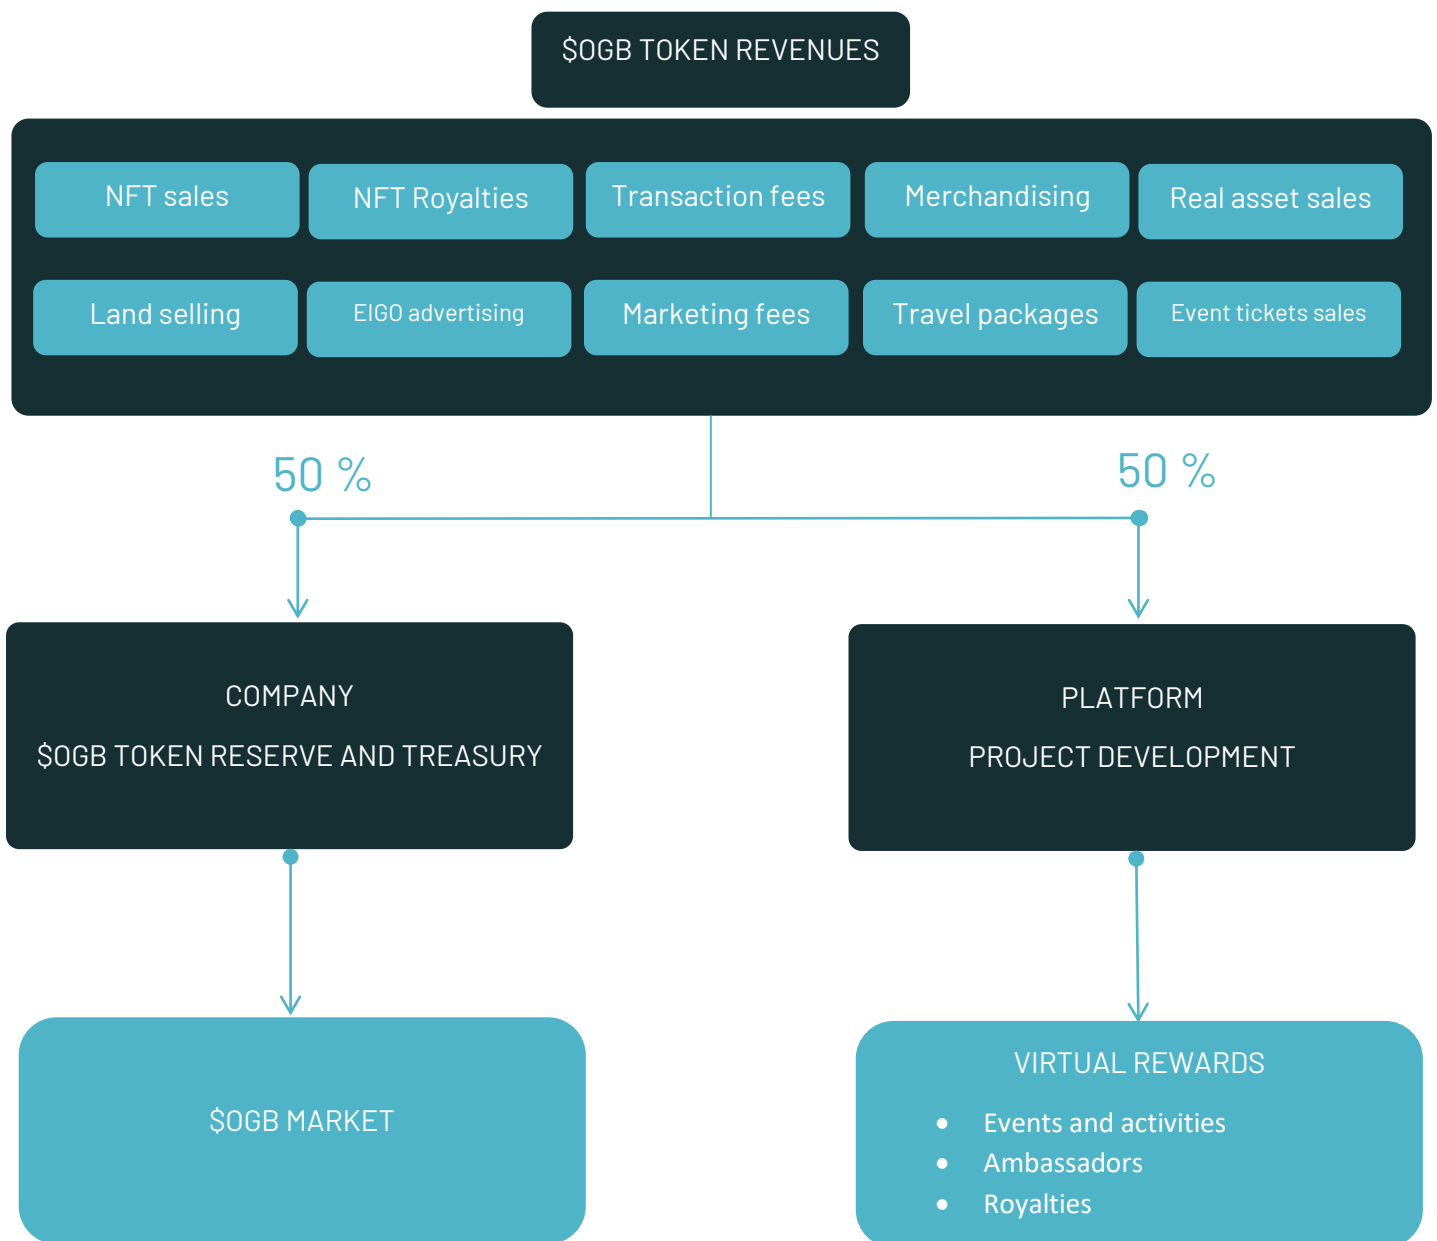 $OGB TOKEN REVENUES
NFT sales
NFT Royalties
Transaction fees
Merchandising
Real asset sales
Land selling
EIGO advertising
Marketing fees
Travel packages
Event tickets sales
50 %
50 %
COMPANY
$OGB TOKEN RESERVE AND TREASURY
PLATFORM
PROJECT DEVELOPMENT
$OGB MARKET
VIRTUAL REWARDS
• Events and activities
• Ambassadors
• Royalties